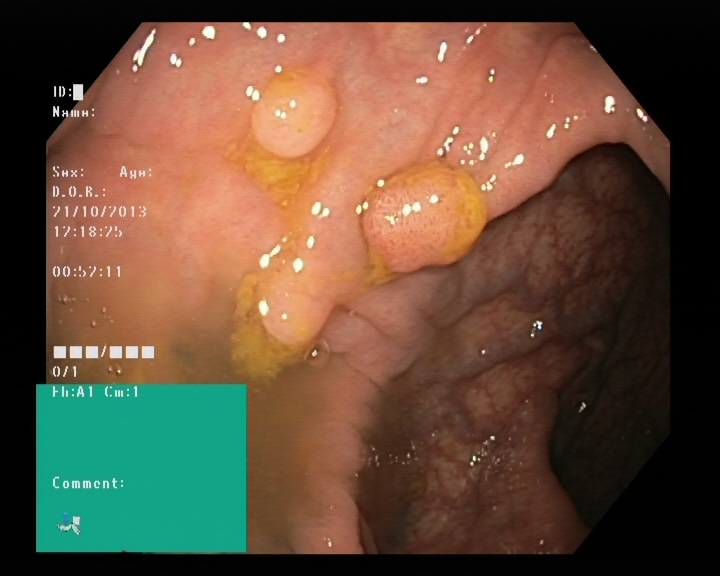 ID:
Name:
Sex: Age:
D.O.B.:
21/10/2013
12:18:25
00:52:11
■■■/■■■
0/1
Eh:A1 Cm:1
Comment: